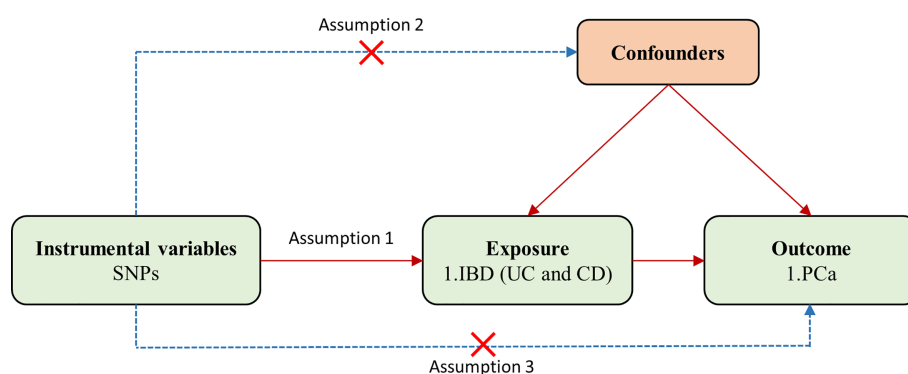 Assumption 2
Confounders
Instrumental variables
SNPs
Assumption 1
Exposure
1.IBD (UC and CD)
Outcome
1.PCa
Assumption 3